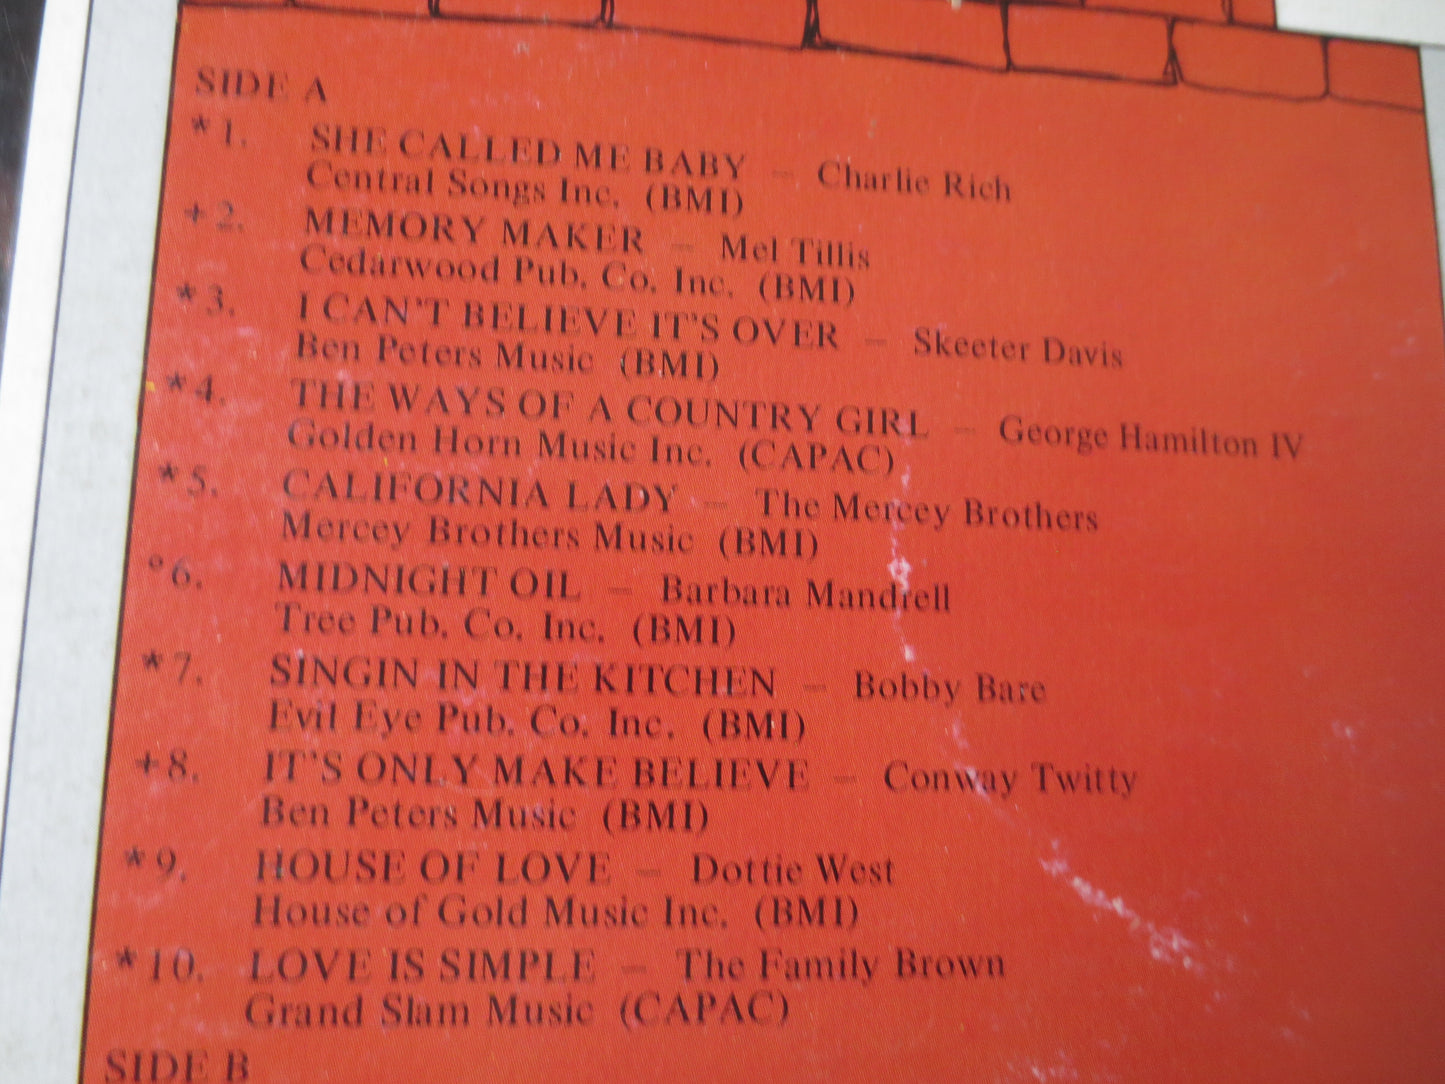 SIDE A
*1. SHE CALLED ME BABY — Charlie Rich
Central Songs Inc. (BMI)
+2. MEMORY MAKER — Mel Tillis
Cedarwood Pub. Co. Inc. (BMI)
*3. I CAN'T BELIEVE IT'S OVER — Skeeter Davis
Ben Peters Music (BMI)
*4. THE WAYS OF A COUNTRY GIRL — George Hamilton IV
Golden Horn Music Inc. (CAPAC)
*5. CALIFORNIA LADY — The Mercey Brothers
Mercey Brothers Music (BMI)
°6. MIDNIGHT OIL — Barbara Mandrell
Tree Pub. Co. Inc. (BMI)
*7. SINGIN IN THE KITCHEN — Bobby Bare
Evil Eye Pub. Co. Inc. (BMI)
+8. IT'S ONLY MAKE BELIEVE — Conway Twitty
Ben Peters Music (BMI)
*9. HOUSE OF LOVE — Dottie West
House of Gold Music Inc. (BMI)
*10. LOVE IS SIMPLE — The Family Brown
Grand Slam Music (CAPAC)
SIDE B